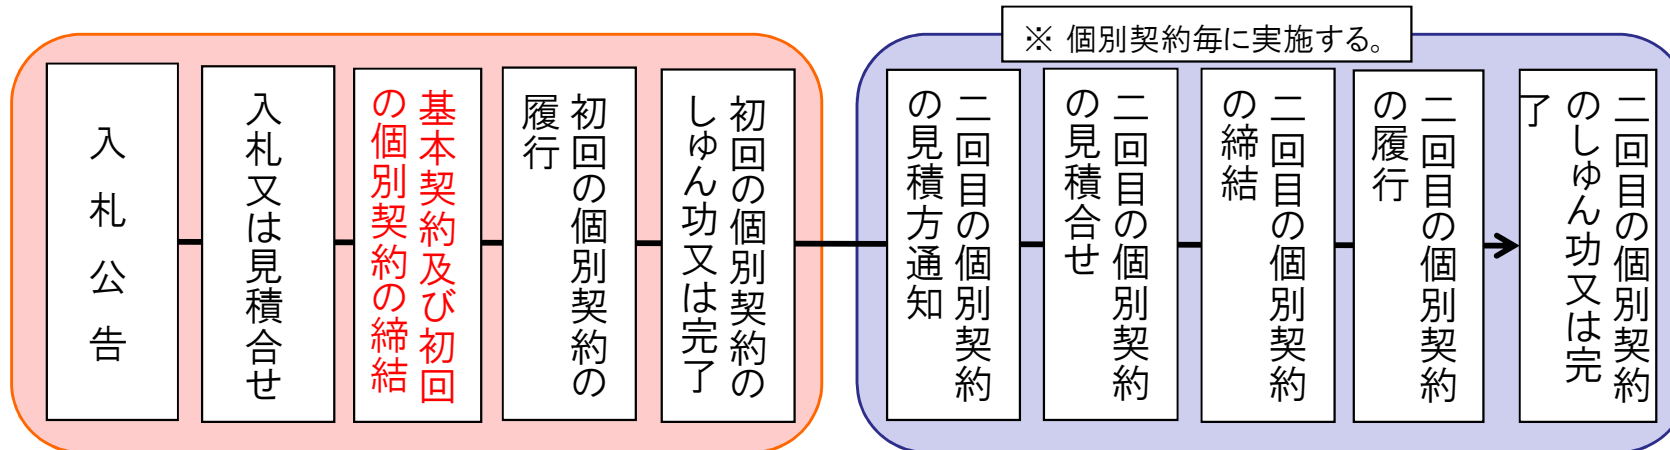 ※ 個別契約毎に実施する。
入札公告
入札又は見積合せ
基本契約及び初回
の個別契約の締結
初回の個別契約の
履行
初回の個別契約の
しゅん功又は完了
二回目の個別契約
の見積方通知
二回目の個別契約
の見積合せ
二回目の個別契約
の締結
二回目の個別契約
の履行
二回目の個別契約
のしゅん功又は完
了